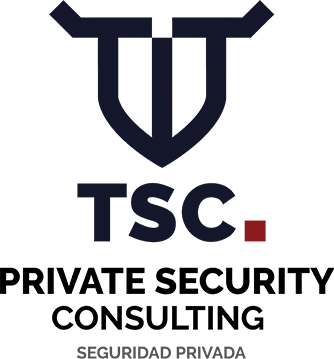 TSC.
PRIVATE SECURITY
CONSULTING
SEGURIDAD PRIVADA